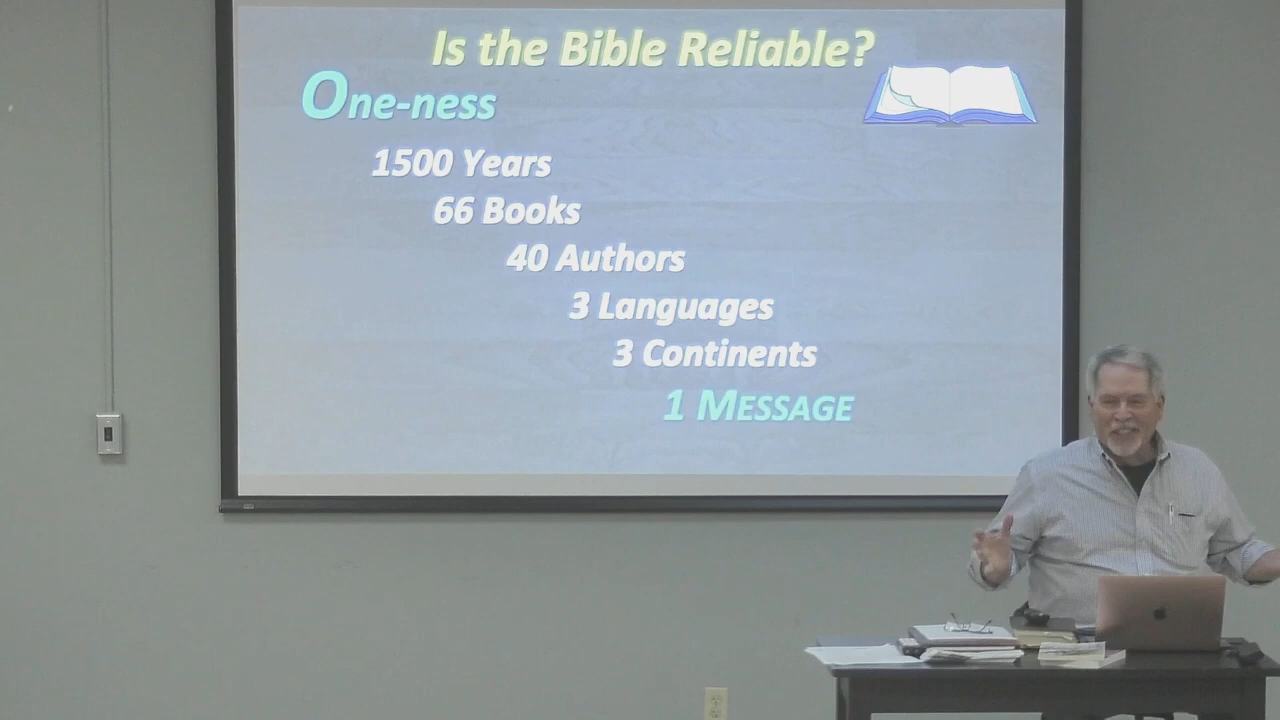 Is the Bible Reliable?
One-ness
1500 Years
66 Books
40 Authors
3 Languages
3 Continents
1 MESSAGE